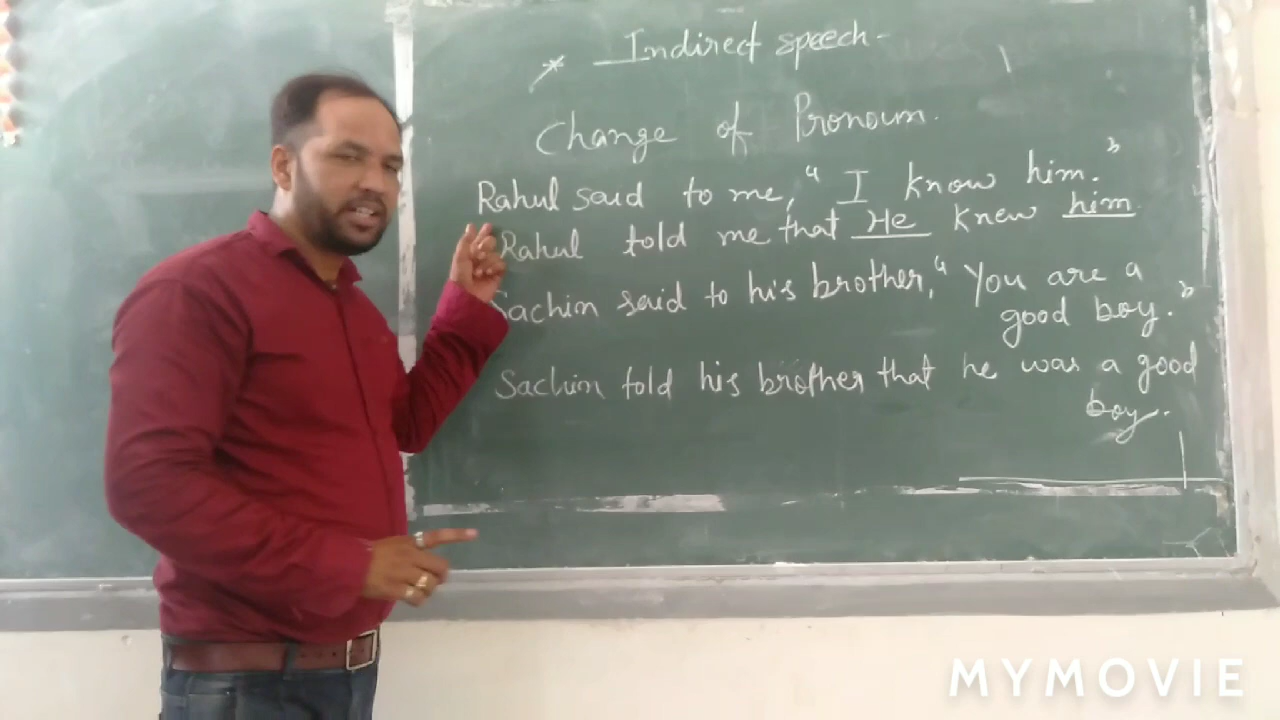 * Indirect speech -
Change of Pronoun.
Rahul said to me, "I know him."
Rahul told me that He knew him
Sachin said to his brother, "You are a
good boy."
Sachin told his brother that he was a good
boy.
MYMOVIE